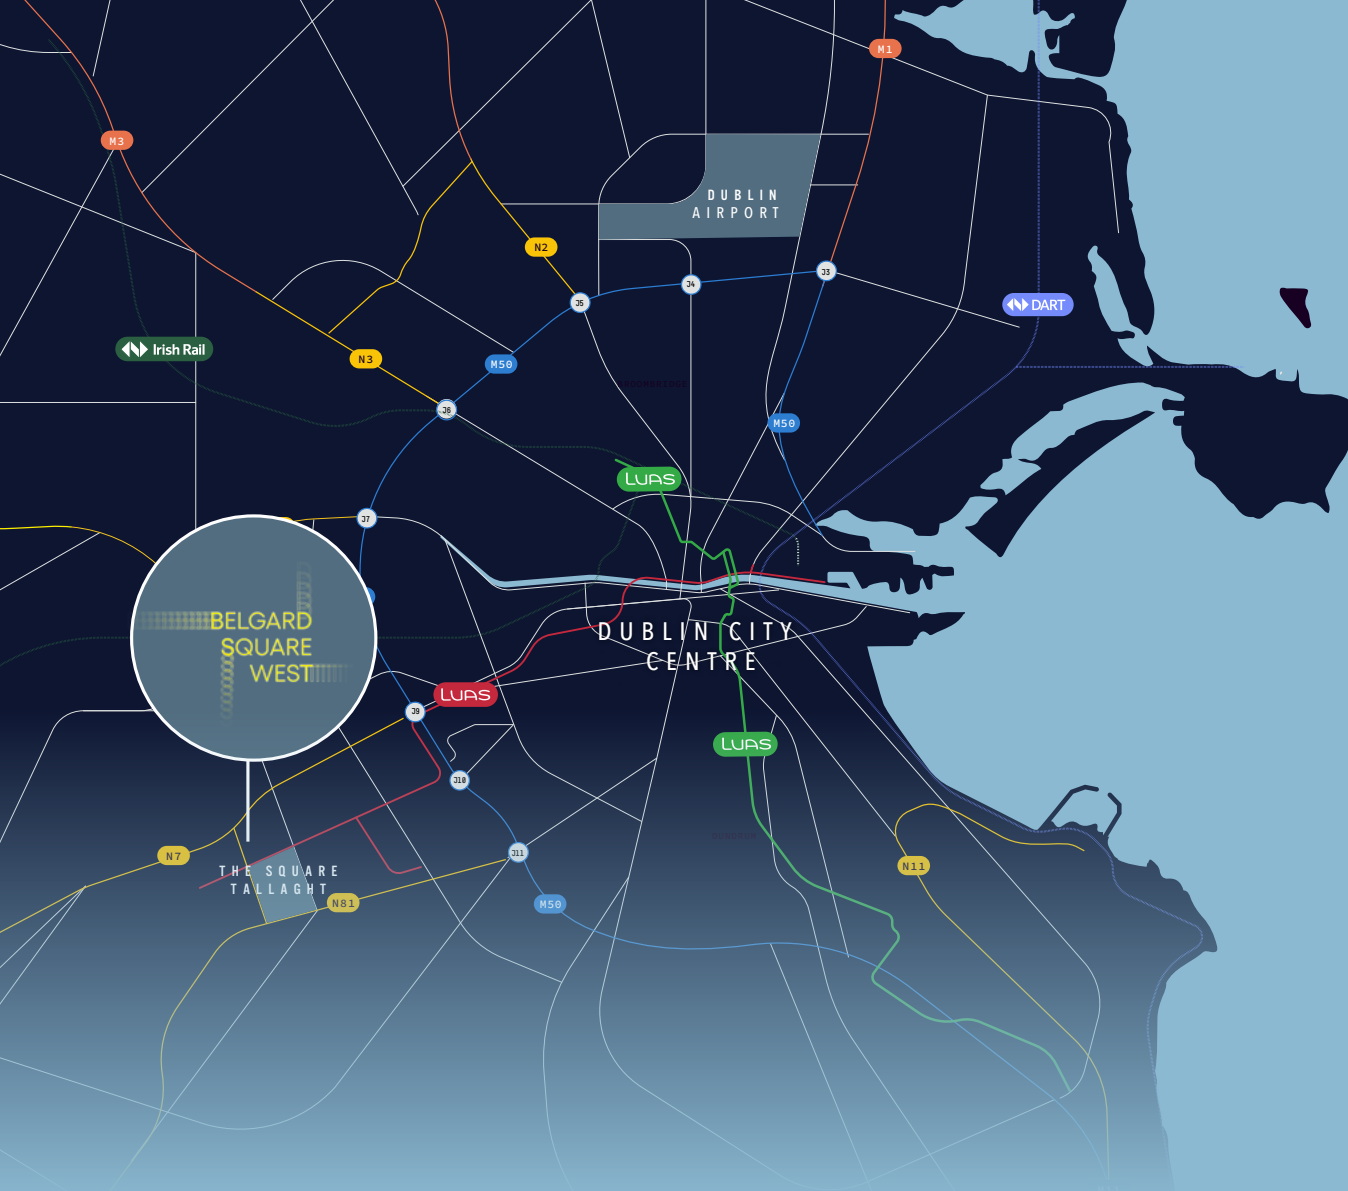 M1
M3
DUBLIN
AIRPORT
N2
J3
J4
J5
DART
Irish Rail
N3
M50
J6
M50
LUAS
J7
BELGARD
SQUARE
WEST
DUBLIN CITY
CENTRE
LUAS
J9
LUAS
J10
J11
N7
THE SQUARE
TALLAGHT
N81
M50
N11